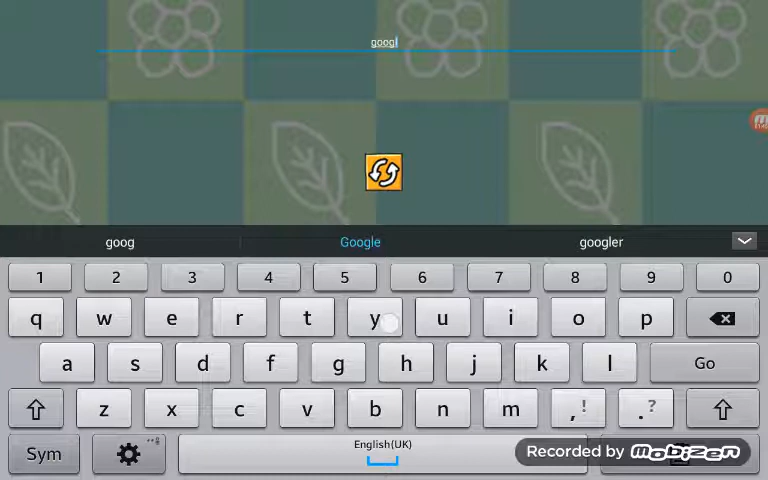 googl
goog Google googler
1 2 3 4 5 6 7 8 9 0
q w e r t y u i o p
a s d f g h j k l Go
z x c v b n m , ! . ?
Sym English(UK)
Recorded by Mobizen